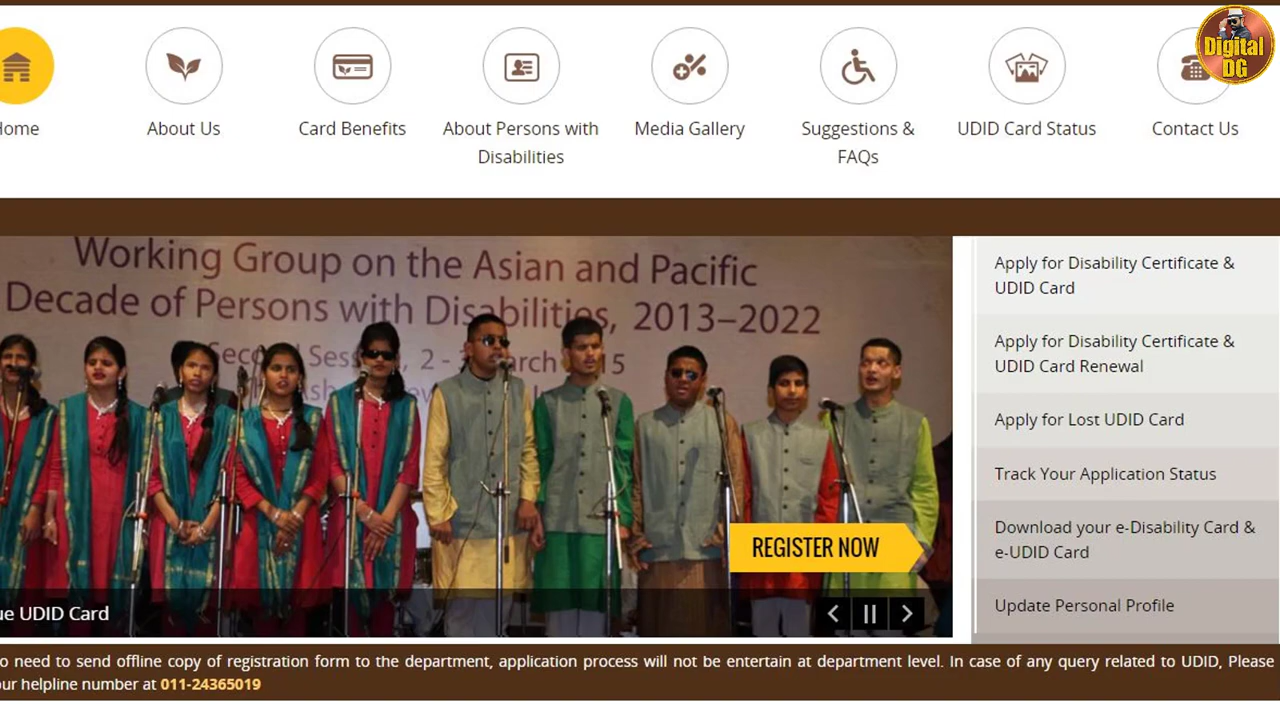 Digital
DG
Home
About Us
Card Benefits
About Persons with
Disabilities
Media Gallery
Suggestions &
FAQs
UDID Card Status
Contact Us
Working Group on the Asian and Pacific
Decade of Persons with Disabilities, 2013–2022
Second Session, 2 - 3 March 2015
REGISTER NOW
ue UDID Card
Apply for Disability Certificate &
UDID Card
Apply for Disability Certificate &
UDID Card Renewal
Apply for Lost UDID Card
Track Your Application Status
Download your e-Disability Card &
e-UDID Card
Update Personal Profile
o need to send offline copy of registration form to the department, application process will not be entertain at department level. In case of any query related to UDID, Please
our helpline number at 011-24365019